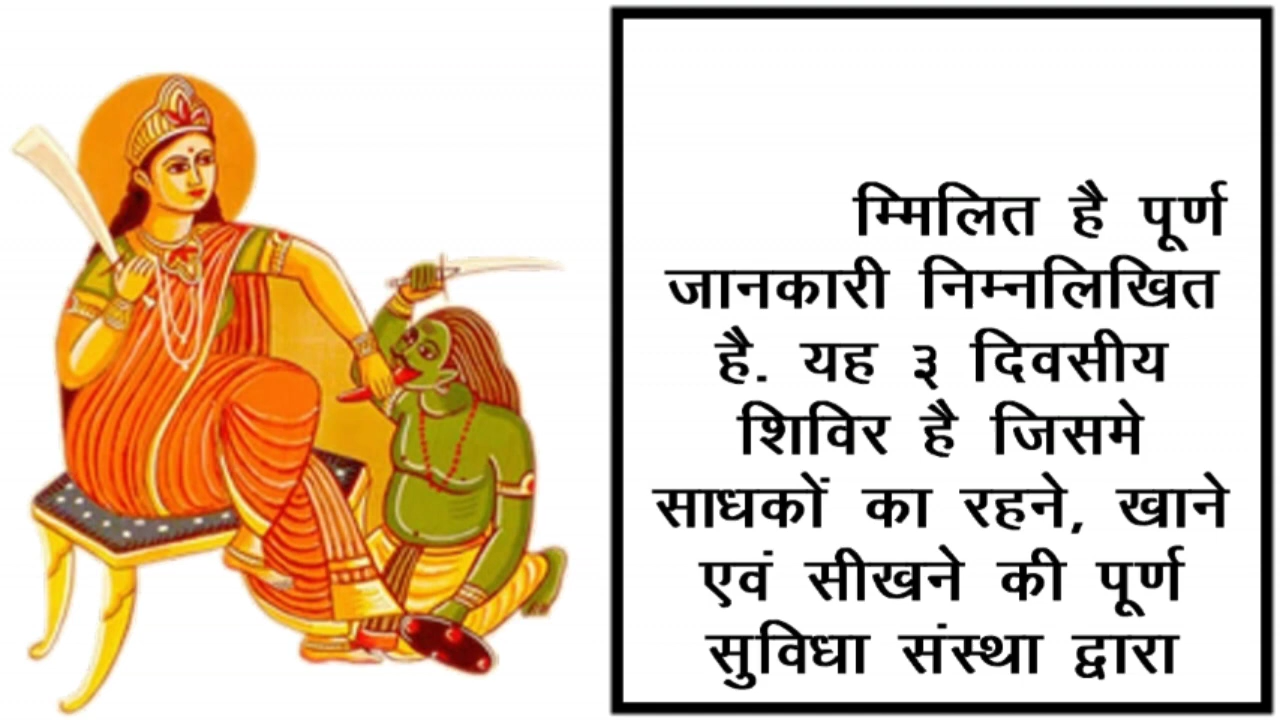 म्मिलित है पूर्ण
जानकारी निम्नलिखित
है. यह ३ दिवसीय
शिविर है जिसमे
साधकों का रहने, खाने
एवं सीखने की पूर्ण
सुविधा संस्था द्वारा